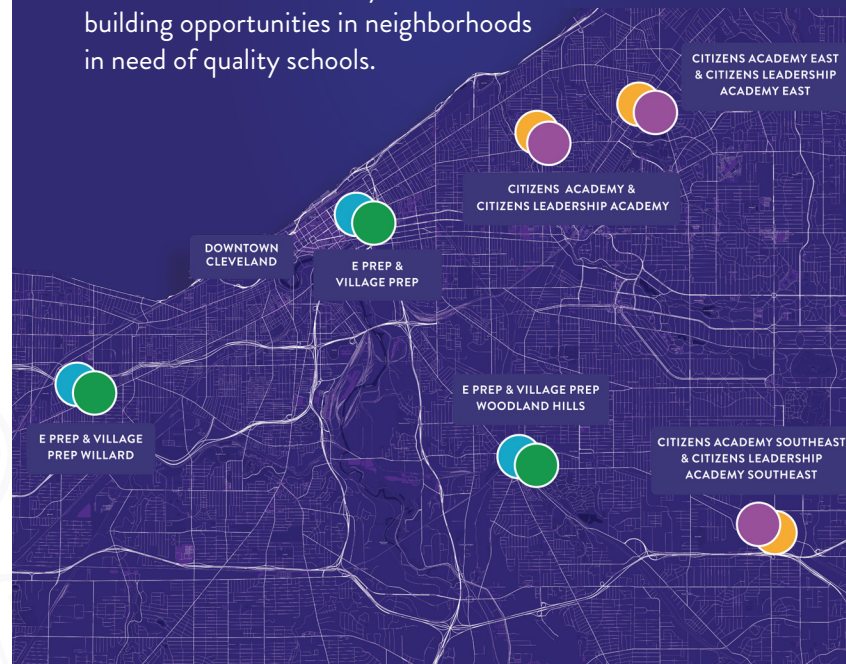 building opportunities in neighborhoods
in need of quality schools.
CITIZENS ACADEMY EAST
& CITIZENS LEADERSHIP
ACADEMY EAST
CITIZENS ACADEMY &
CITIZENS LEADERSHIP ACADEMY
DOWNTOWN
CLEVELAND
E PREP &
VILLAGE PREP
E PREP & VILLAGE PREP
WOODLAND HILLS
E PREP & VILLAGE
PREP WILLARD
CITIZENS ACADEMY SOUTHEAST
& CITIZENS LEADERSHIP
ACADEMY SOUTHEAST